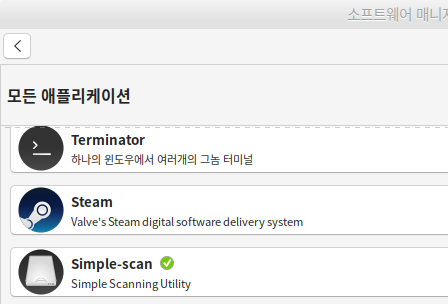 소프트웨어 매니저
모든 애플리케이션
Terminator
하나의 윈도우에서 여러개의 그놈 터미널
Steam
Valve's Steam digital software delivery system
Simple-scan
Simple Scanning Utility